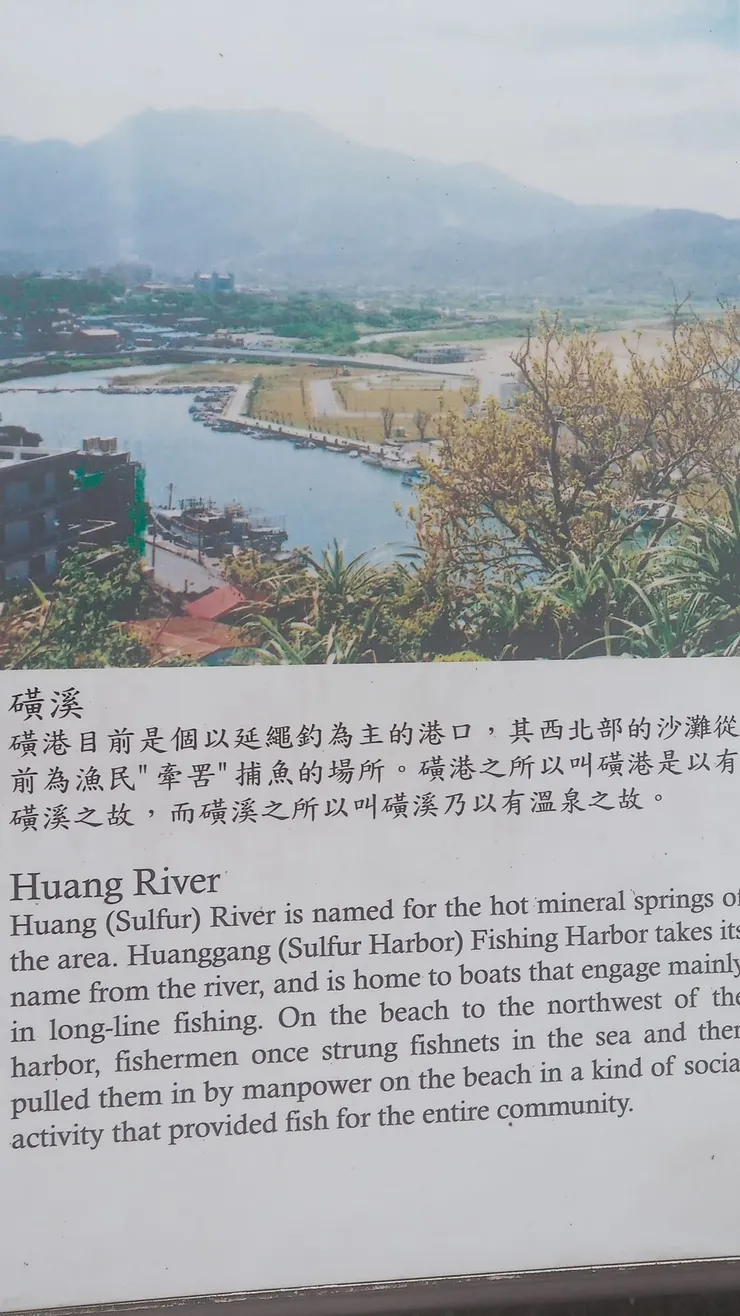 磺溪
磺港目前是個以延繩釣為主的港口，其西北部的沙灘從
前為漁民"牽罟"捕魚的場所。磺港之所以叫磺港是以有
磺溪之故，而磺溪之所以叫磺溪乃以有溫泉之故。
Huang River
Huang (Sulfur) River is named for the hot mineral springs of
the area. Huanggang (Sulfur Harbor) Fishing Harbor takes its
name from the river, and is home to boats that engage mainly
in long-line fishing. On the beach to the northwest of the
harbor, fishermen once strung fishnets in the sea and then
pulled them in by manpower on the beach in a kind of social
activity that provided fish for the entire community.